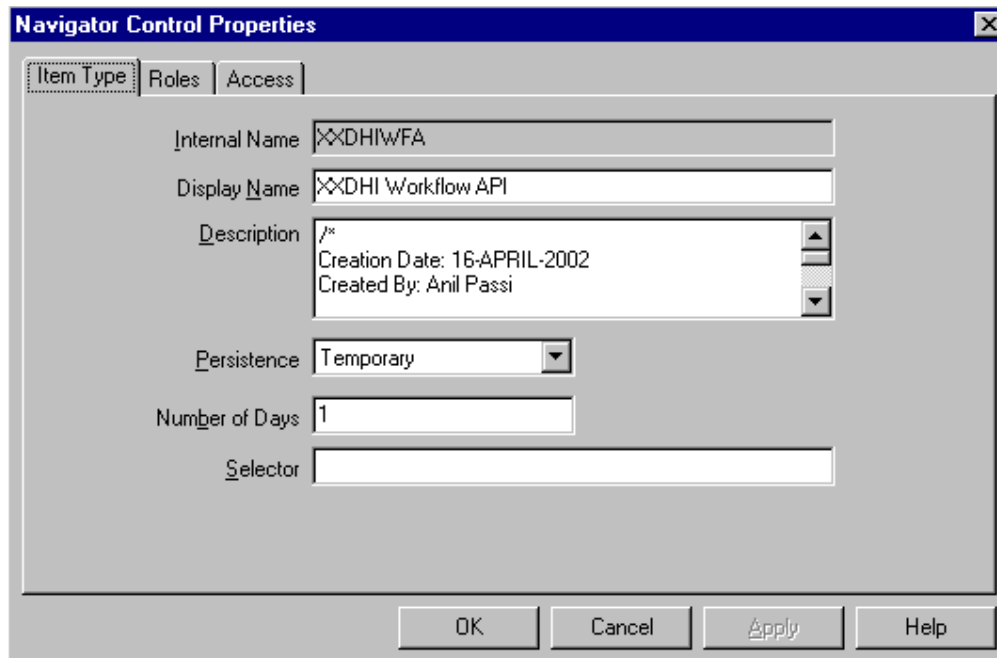 Navigator Control Properties
Item Type Roles Access
Internal Name XXDHIWFA
Display Name XXDHI Workflow API
Description /*
Creation Date: 16-APRIL-2002
Created By: Anil Passi
Persistence Temporary
Number of Days 1
Selector
OK Cancel Apply Help